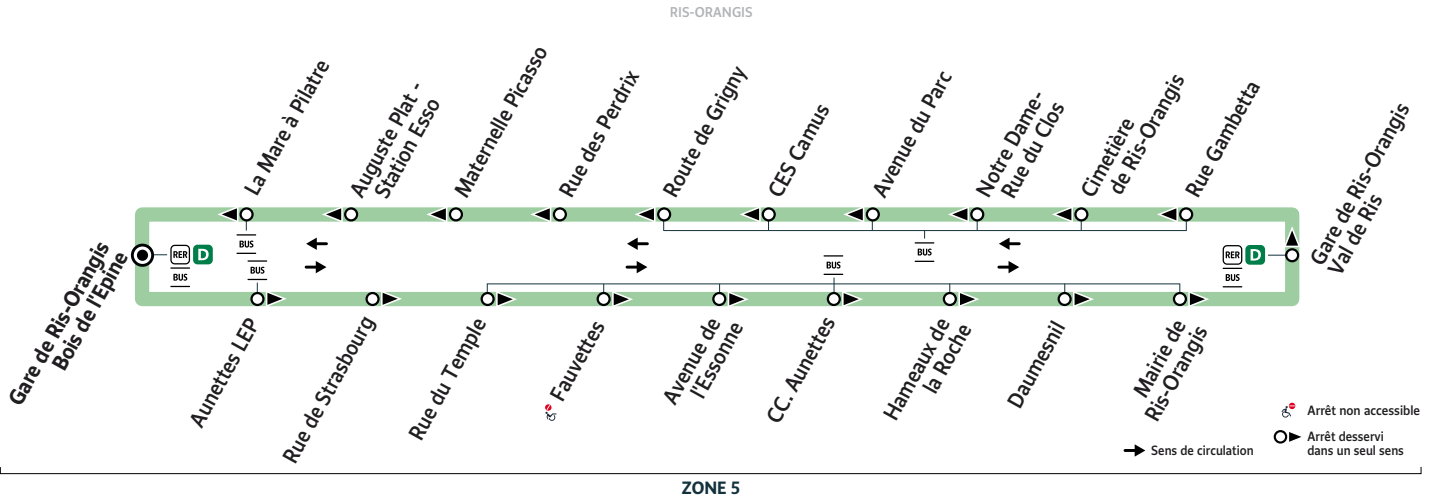 RIS-ORANGIS
La Mare à Pilatre
Auguste Plat -
Station Esso
Maternelle Picasso
Rue des Perdrix
Route de Grigny
CES Camus
Avenue du Parc
Notre Dame-
Rue du Clos
Cimetière
de Ris-Orangis
Rue Gambetta
Gare de Ris-Orangis
Val de Ris
Gare de Ris-Orangis
Bois de l'Epine
RER D
BUS
BUS
BUS
BUS
BUS
RER D
BUS
Aunettes LEP
Rue de Strasbourg
Rue du Temple
Fauvettes
Avenue de
l'Essonne
CC. Aunettes
Hameaux de
la Roche
Daumesnil
Mairie de
Ris-Orangis
Arrêt non accessible
Sens de circulation
Arrêt desservi
dans un seul sens
ZONE 5